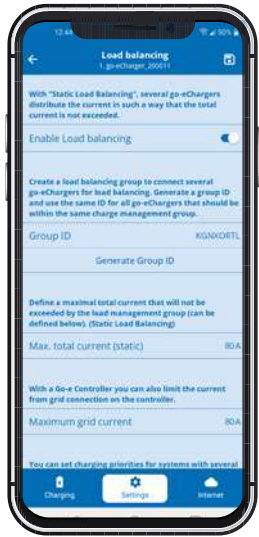 12:44
90%
Load balancing
1. go-eCharger_200011
With "Static Load Balancing", several go-eChargers
distribute the current in such a way that the total
current is not exceeded.
Enable Load balancing
Create a load balancing group to connect several
go-eChargers for load balancing. Generate a group ID
and use the same ID for all go-eChargers that should be
within the same charge management group.
Group ID KGNXORTL
Generate Group ID
Define a maximal total current that will not be
exceeded by the load management group (can be
defined below). (Static Load Balancing)
Max. total current (static) 80 A
With a Go-e Controller you can also limit the current
from grid connection on the controller.
Maximum grid current 80 A
You can set charging priorities for systems with several
Charging Settings Internet